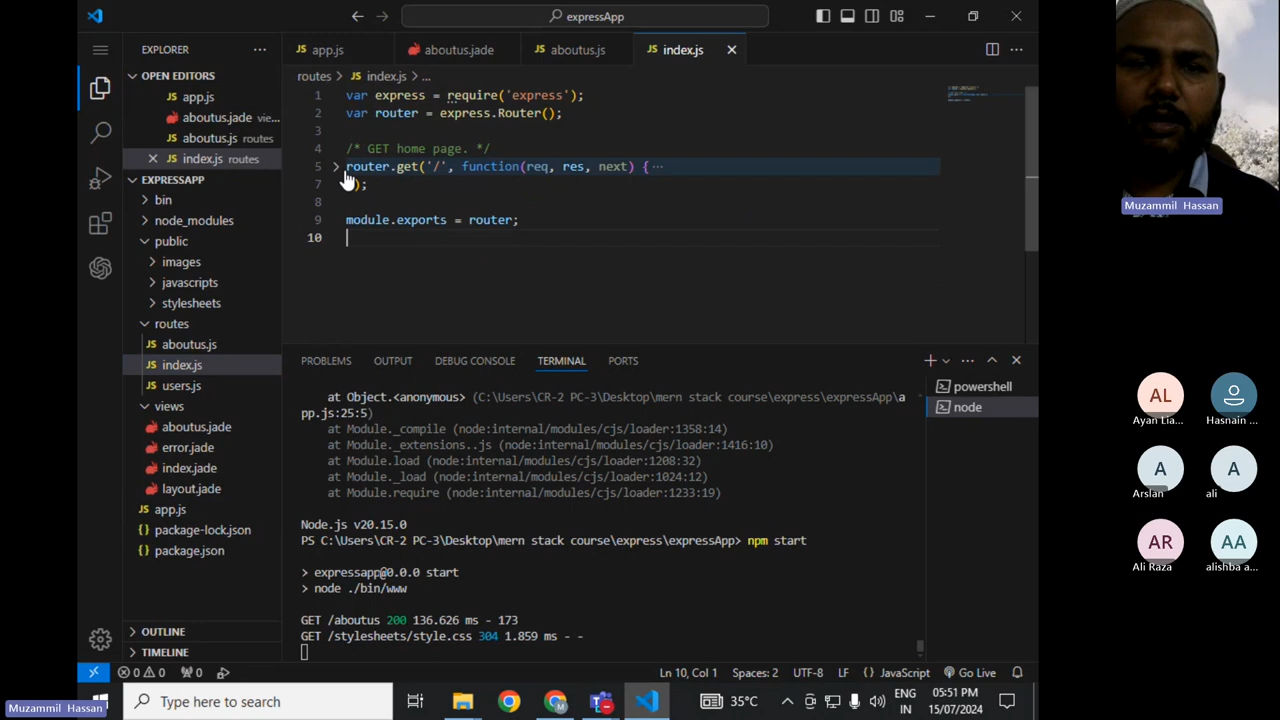 expressApp
EXPLORER
app.js
aboutus.jade
aboutus.js
index.js
OPEN EDITORS
app.js
aboutus.jade vie...
aboutus.js routes
index.js routes
EXPRESSAPP
bin
node_modules
public
images
javascripts
stylesheets
routes
aboutus.js
index.js
users.js
views
aboutus.jade
error.jade
index.jade
layout.jade
app.js
package-lock.json
package.json
OUTLINE
TIMELINE
routes > index.js > ...
1 var express = require('express');
2 var router = express.Router();
3
4 /* GET home page. */
5 router.get('/', function(req, res, next) {...
7 );
8
9 module.exports = router;
10
PROBLEMS OUTPUT DEBUG CONSOLE TERMINAL PORTS
powershell
node
at Object.<anonymous> (C:\Users\CR-2 PC-3\Desktop\mern stack course\express\expressApp\a
pp.js:25:5)
at Module._compile (node:internal/modules/cjs/loader:1358:14)
at Module._extensions..js (node:internal/modules/cjs/loader:1416:10)
at Module.load (node:internal/modules/cjs/loader:1208:32)
at Module._load (node:internal/modules/cjs/loader:1024:12)
at Module.require (node:internal/modules/cjs/loader:1233:19)
Node.js v20.15.0
PS C:\Users\CR-2 PC-3\Desktop\mern stack course\express\expressApp> npm start
> expressapp@0.0.0 start
> node ./bin/www
GET /aboutus 200 136.626 ms - 173
GET /stylesheets/style.css 304 1.859 ms - -
0 0 0 Ln 10, Col 1 Spaces: 2 UTF-8 LF {} JavaScript Go Live
Type here to search
35°C
ENG
IN
05:51 PM
15/07/2024
Muzammil Hassan
Muzammil Hassan
AL
Ayan Lia...
Hasnain ...
A
Arslan
A
ali
AR
Ali Raza
AA
alishba a...